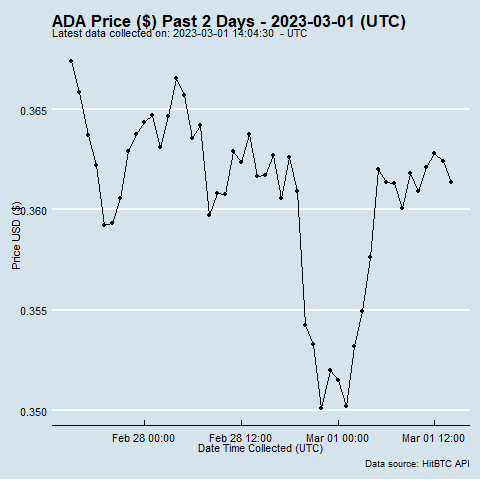 ADA Price ($) Past 2 Days - 2023-03-01 (UTC)
Latest data collected on: 2023-03-01 14:04:30  - UTC
0.365
0.360
0.355
0.350
Price USD ($)
Feb 28 00:00 Feb 28 12:00 Mar 01 00:00 Mar 01 12:00
Date Time Collected (UTC)
Data source: HitBTC API